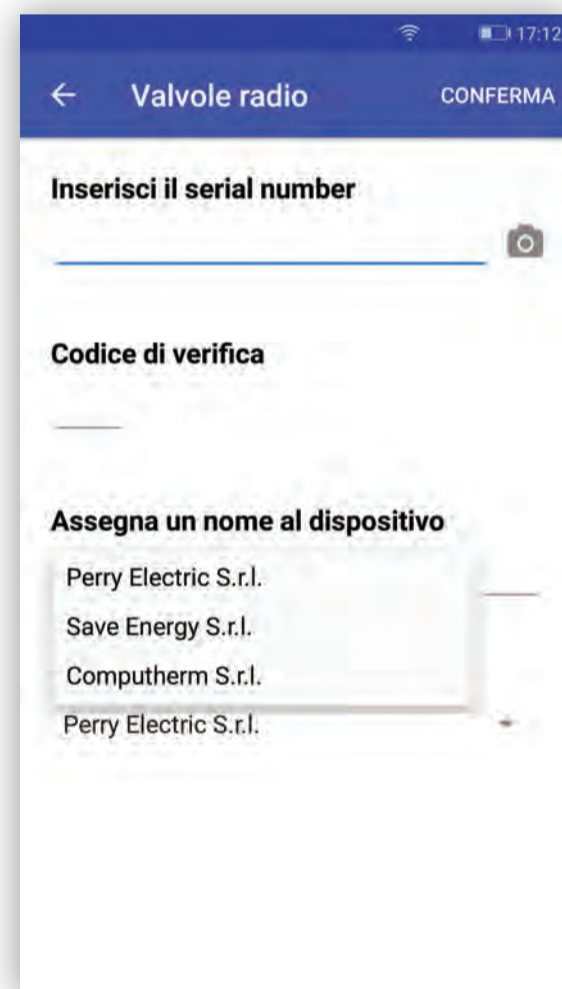 17:12
Valvole radio CONFERMA
Inserisci il serial number
Codice di verifica
Assegna un nome al dispositivo
Perry Electric S.r.l.
Save Energy S.r.l.
Computherm S.r.l.
Perry Electric S.r.l.